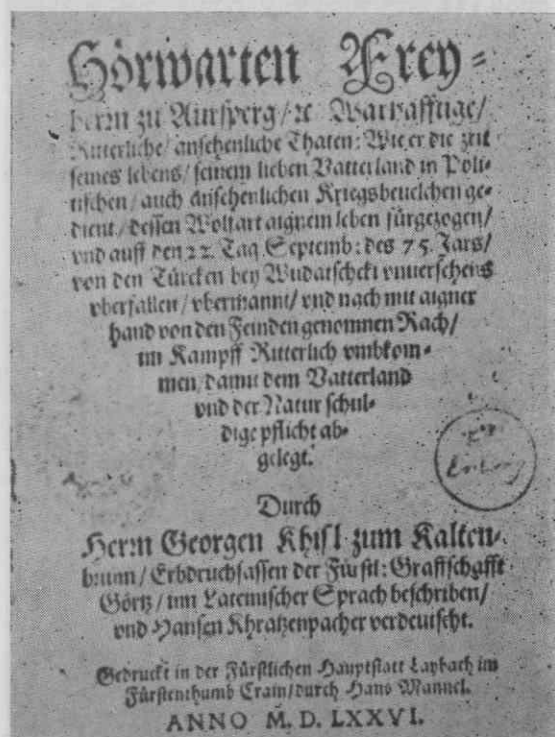 Hörwarten Frey-
herrn zu Aursperg / ꝛc Warhafftige /
Ritterliche / ansehenliche Thaten: Wie er die zeit
seines lebens / seinem lieben Vatterland in Poli-
tischen / auch ansehenlichen Kriegsbeuelchen ge-
dient / dessen Wolfart aignem leben fürgezogen /
vnd auff den 22. Tag Septemb: des 75. Jars /
von den Türcken bey Wudatschckt vnuersehens
vberfallen / vbermannt / vnd nach mit aigner
hand von den Feinden genomnen Rach /
im Kampff Ritterlich vmbkom-
men / damit dem Vatterland
vnd der Natur schul-
dige pflicht ab-
gelegt.
Durch
Herrn Georgen Khisl zum Kalten-
brunn / Erbdruchsassen der Fürstl: Graffschafft
Görtz / inn Lateinischer Sprach beschriben /
vnd Hansen Khratzenpacher verdeutscht.
Gedruckt in der Fürstlichen Hauptstatt Laybach im
Fürstenthumb Crain / durch Hans Mannel.
ANNO M. D. LXXVI.